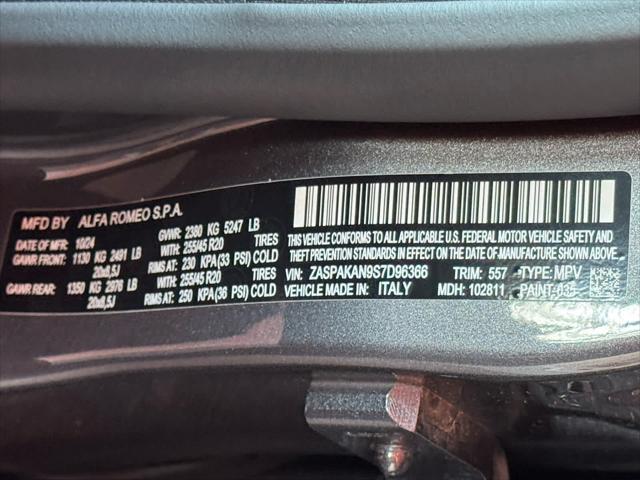 MFD BY ALFA ROMEO S.P.A.
DATE OF MFR: 10/24 GVWR: 2380 KG 5247 LB
GAWR FRONT: 1130 KG 2491 LB WITH: 255/45 R20 TIRES
20x8,5J RIMS AT: 230 KPA(33 PSI) COLD
GAWR REAR: 1350 KG 2976 LB WITH: 255/45 R20 TIRES
20x8,5J RIMS AT: 250 KPA(36 PSI) COLD
THIS VEHICLE CONFORMS TO ALL APPLICABLE U.S. FEDERAL MOTOR VEHICLE SAFETY AND
THEFT PREVENTION STANDARDS IN EFFECT ON THE DATE OF MANUFACTURE SHOWN ABOVE.
VIN: ZASPAKAN9S7D96366 TRIM: 557 TYPE: MPV
VEHICLE MADE IN: ITALY MDH: 102811 PAINT: 035